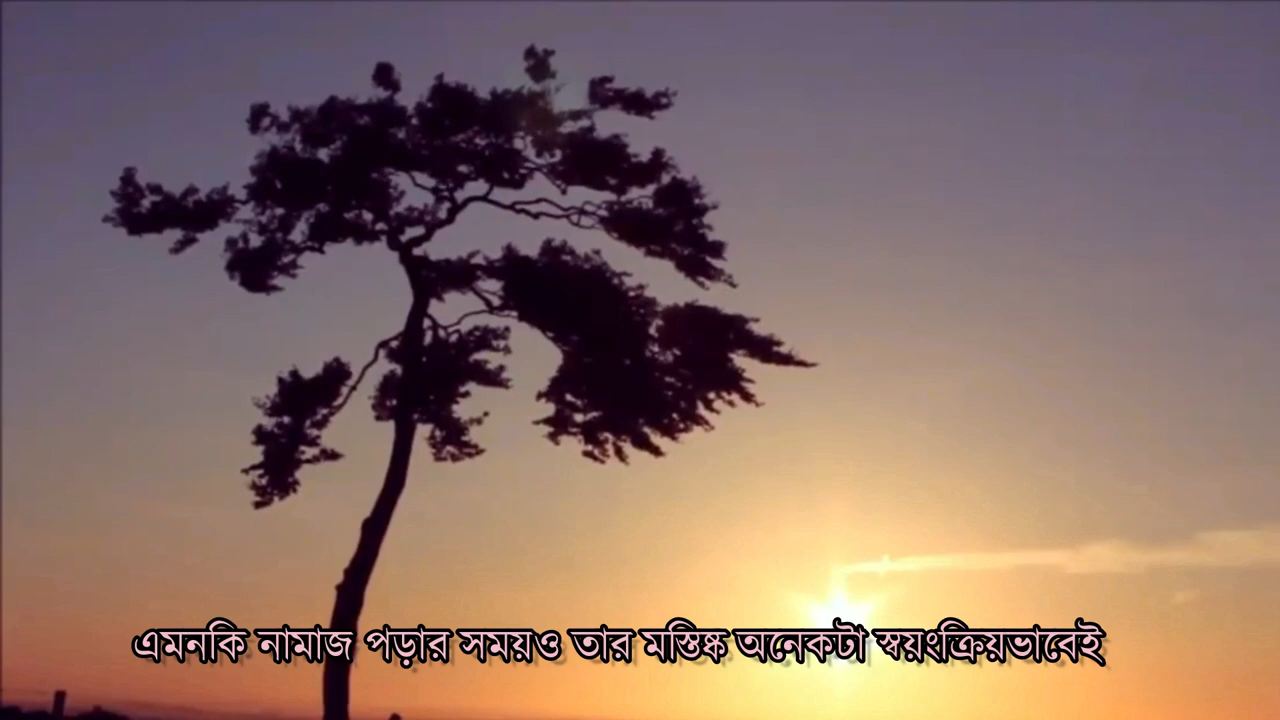 এমনকি নামাজ পড়ার সময়ও তার মস্তিষ্ক অনেকটা স্বয়ংক্রিয়ভাবেই